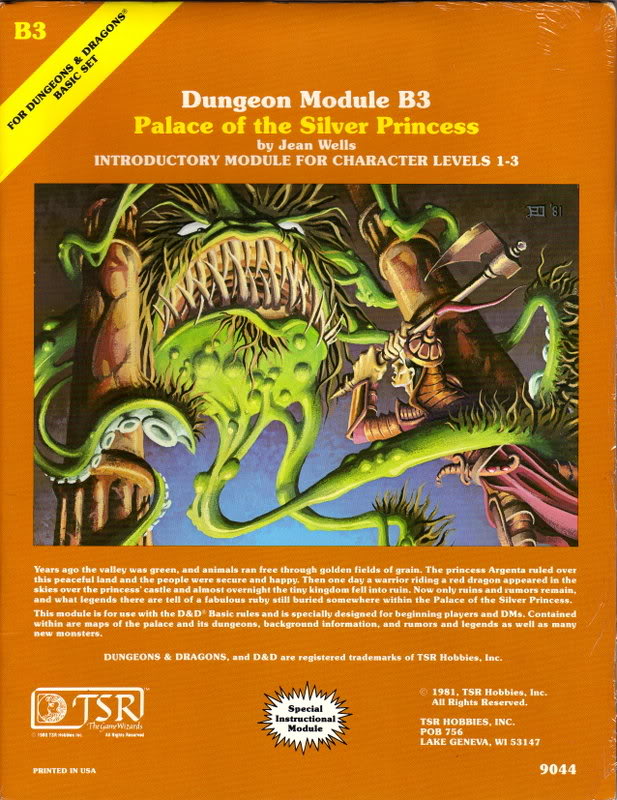 B3
FOR DUNGEONS & DRAGONS®
BASIC SET
Dungeon Module B3
Palace of the Silver Princess
by Jean Wells
INTRODUCTORY MODULE FOR CHARACTER LEVELS 1-3
'81
Years ago the valley was green, and animals ran free through golden fields of grain. The princess Argenta ruled over
this peaceful land and the people were secure and happy. Then one day a warrior riding a red dragon appeared in the
skies over the princess' castle and almost overnight the tiny kingdom fell into ruin. Now only ruins and rumors remain,
and what legends there are tell of a fabulous ruby still buried somewhere within the Palace of the Silver Princess.
This module is for use with the D&D® Basic rules and is specially designed for beginning players and DMs. Contained
within are maps of the palace and its dungeons, background information, and rumors and legends as well as many
new monsters.
DUNGEONS & DRAGONS, and D&D are registered trademarks of TSR Hobbies, Inc.
TSR™
The Game Wizards
© 1980 TSR Hobbies Inc. All Rights Reserved
Special
Instructional
Module
© 1981, TSR Hobbies, Inc.
All Rights Reserved.
TSR HOBBIES, INC.
POB 756
LAKE GENEVA, WI 53147
PRINTED IN USA
9044